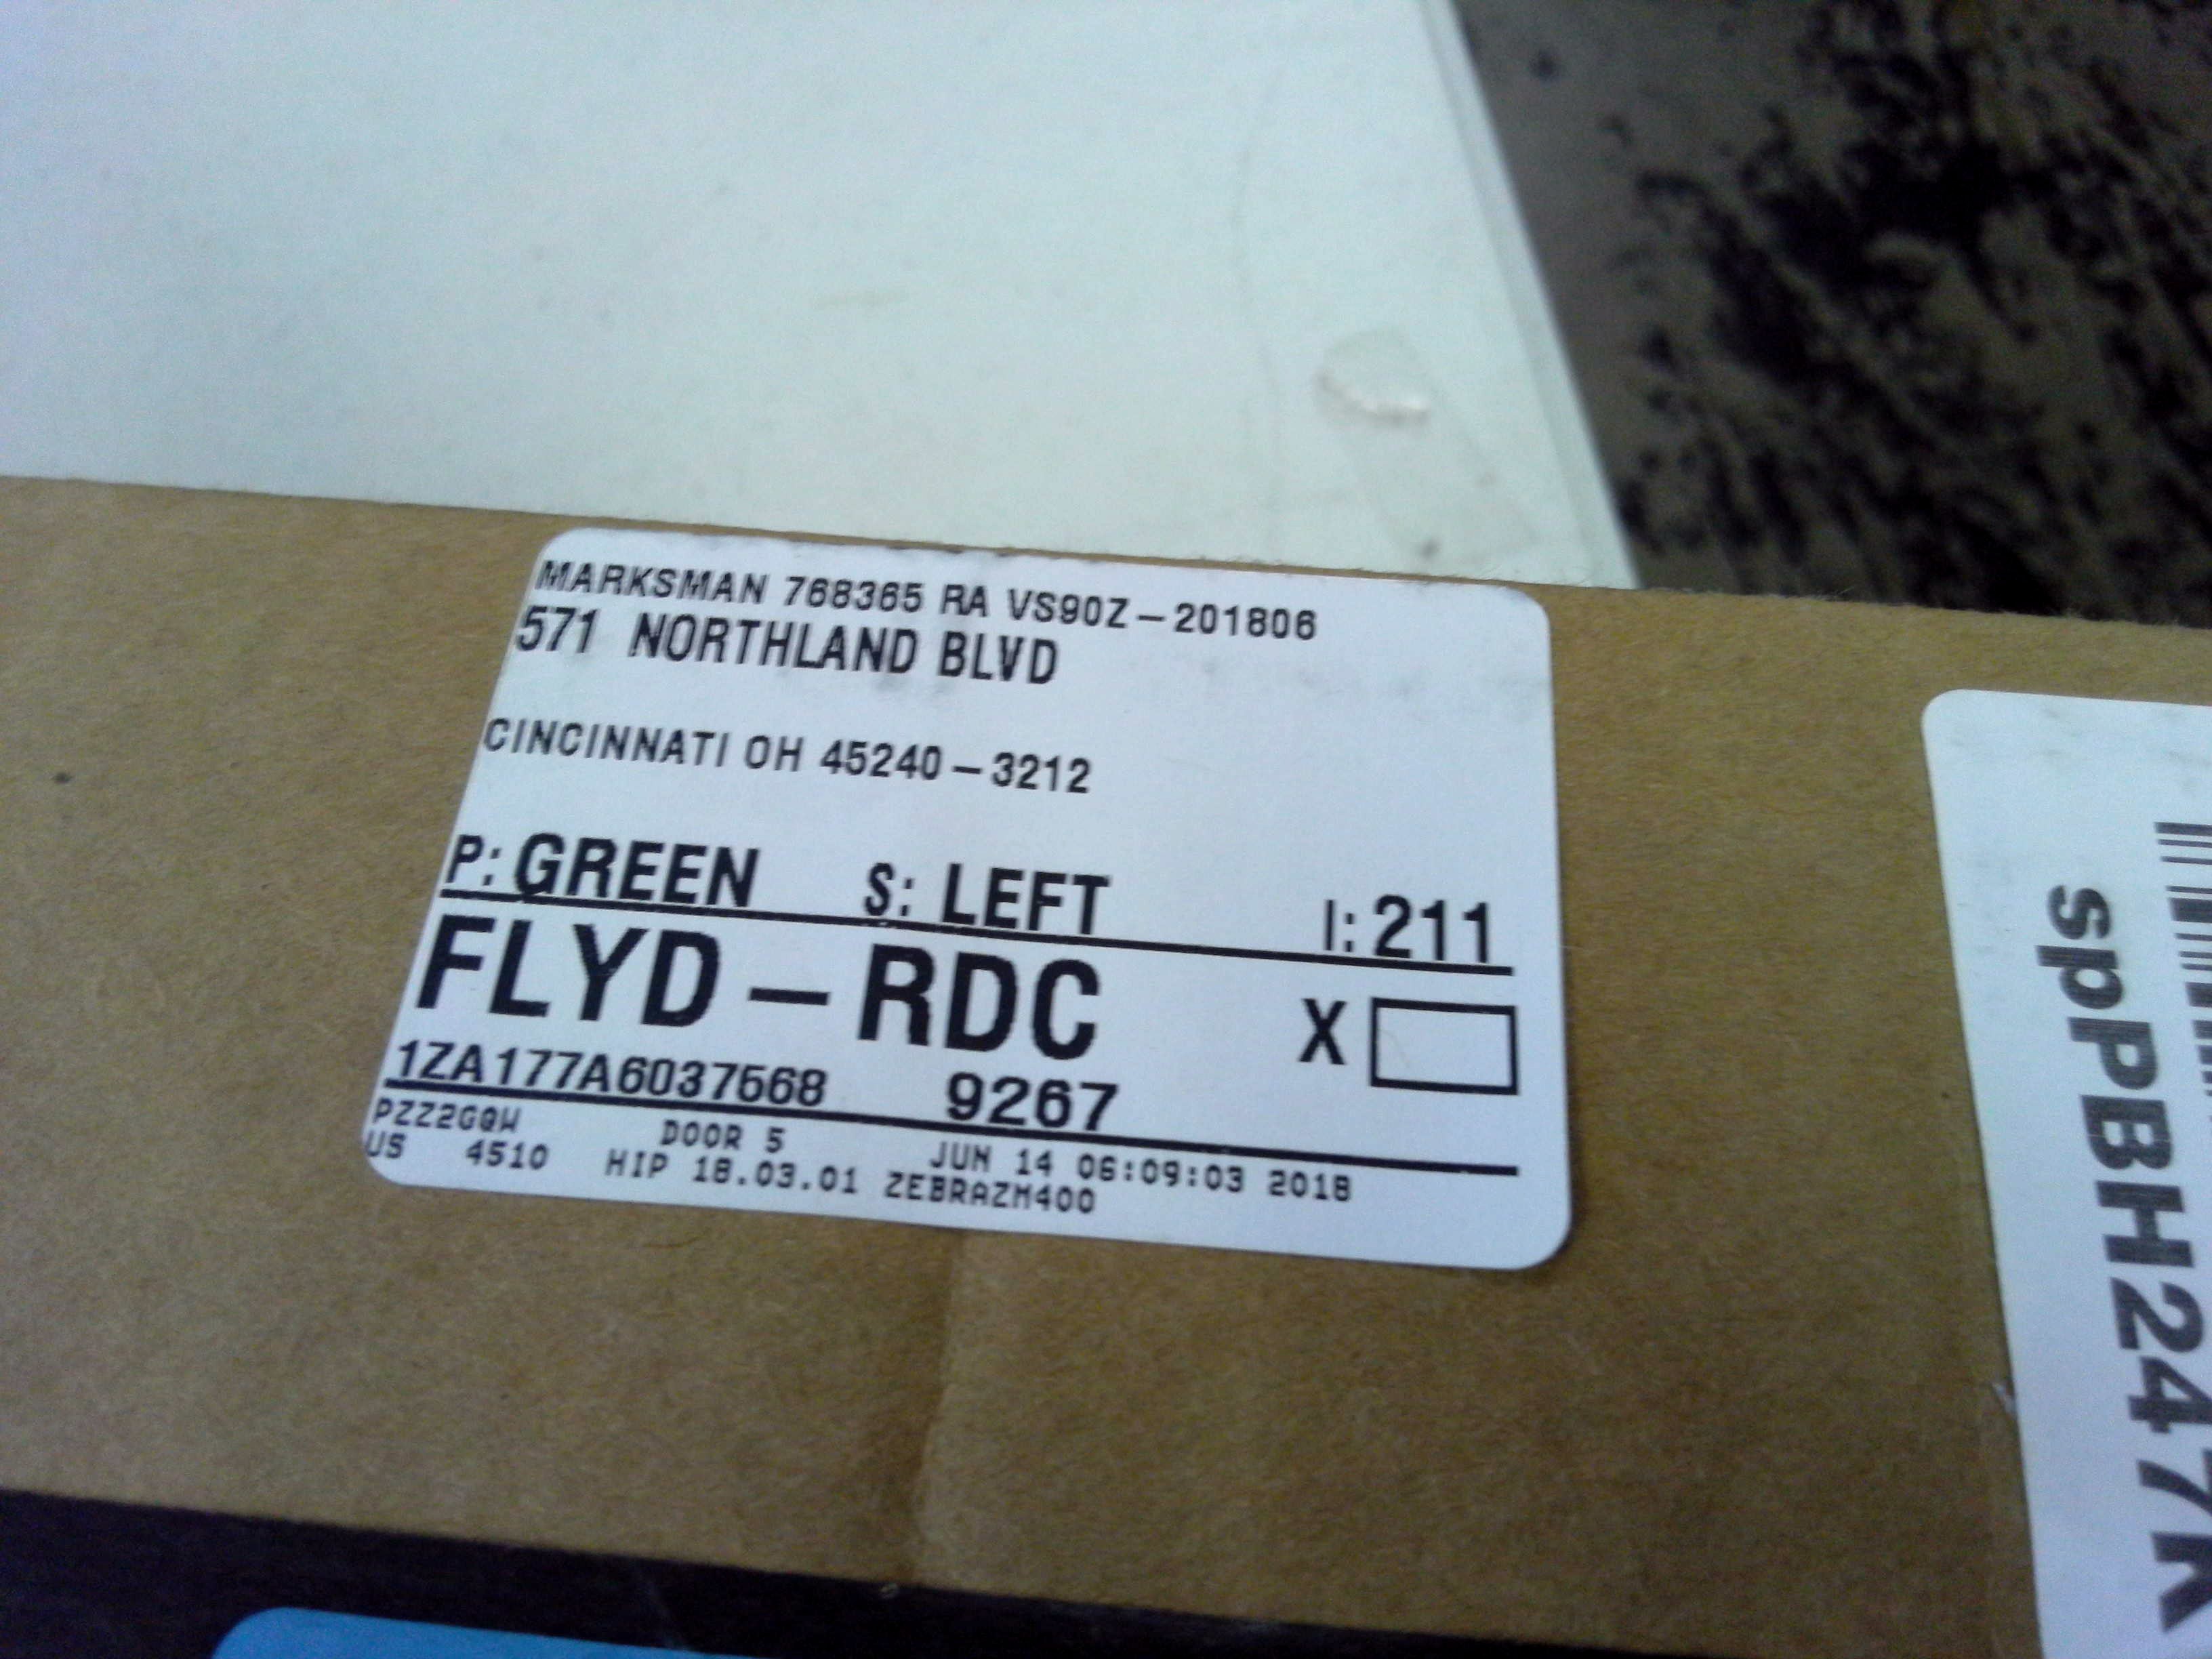 MARKSMAN 768365 RA VS90Z-201806
571 NORTHLAND BLVD
CINCINNATI OH 45240-3212
P: GREEN S: LEFT I: 211
FLYD-RDC X
1ZA177A6037568 9267
PZZ2GQW DOOR 5 JUN 14 06:09:03 2018
US 4510 HIP 18.03.01 ZEBRAZM400
spPBH247K